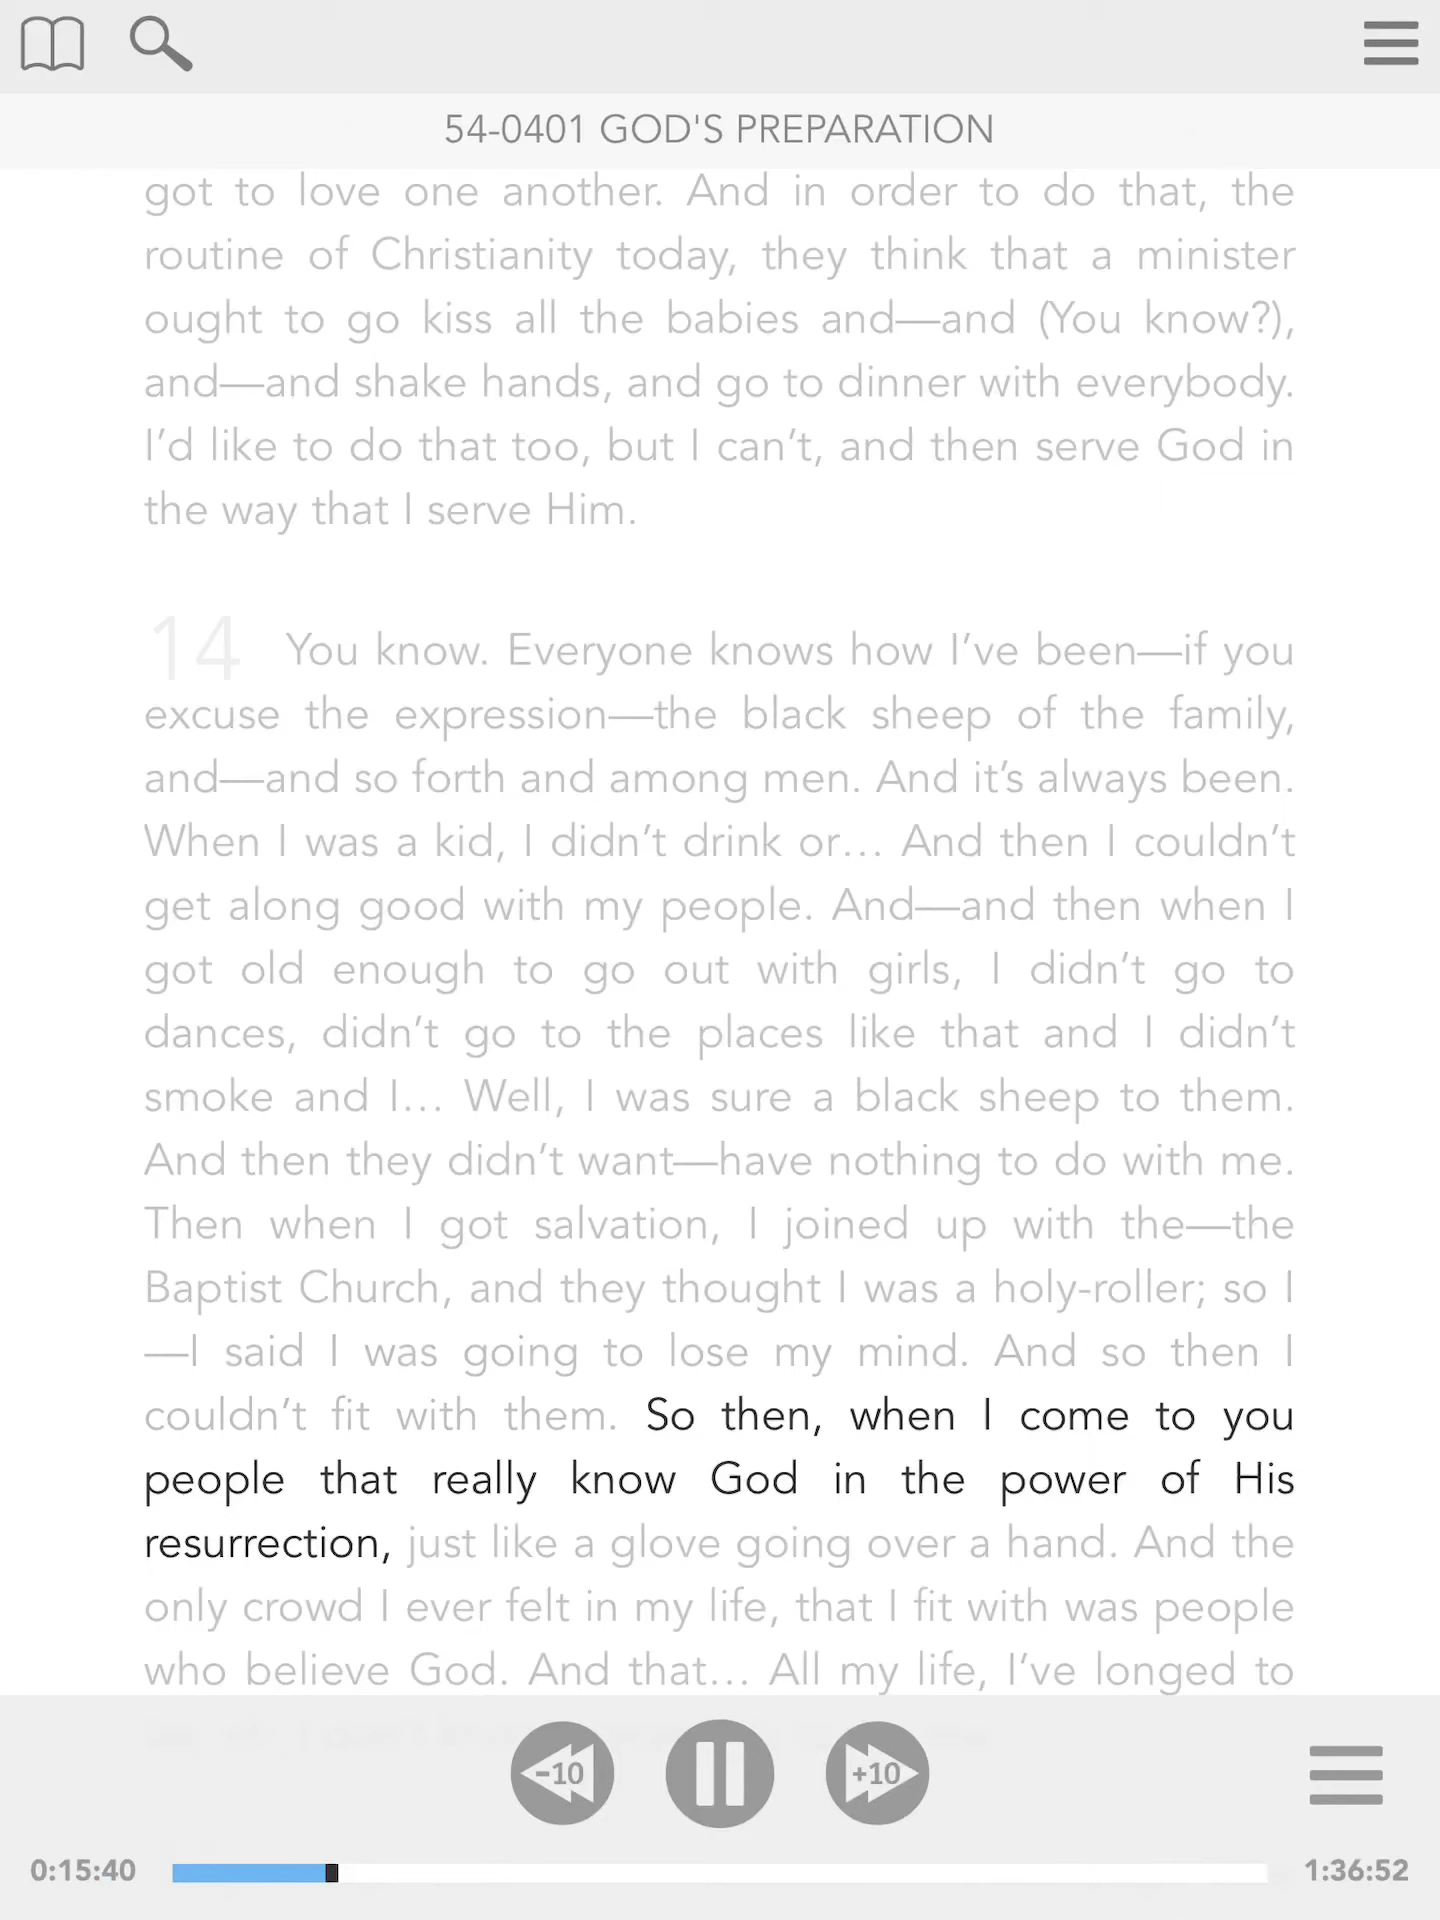 54-0401 GOD'S PREPARATION
got to love one another. And in order to do that, the
routine of Christianity today, they think that a minister
ought to go kiss all the babies and—and (You know?),
and—and shake hands, and go to dinner with everybody.
I’d like to do that too, but I can’t, and then serve God in
the way that I serve Him.
14 You know. Everyone knows how I’ve been—if you
excuse the expression—the black sheep of the family,
and—and so forth and among men. And it’s always been.
When I was a kid, I didn’t drink or… And then I couldn’t
get along good with my people. And—and then when I
got old enough to go out with girls, I didn’t go to
dances, didn’t go to the places like that and I didn’t
smoke and I… Well, I was sure a black sheep to them.
And then they didn’t want—have nothing to do with me.
Then when I got salvation, I joined up with the—the
Baptist Church, and they thought I was a holy-roller; so I
—I said I was going to lose my mind. And so then I
couldn’t fit with them. So then, when I come to you
people that really know God in the power of His
resurrection, just like a glove going over a hand. And the
only crowd I ever felt in my life, that I fit with was people
who believe God. And that… All my life, I’ve longed to
-10 +10
0:15:40 1:36:52